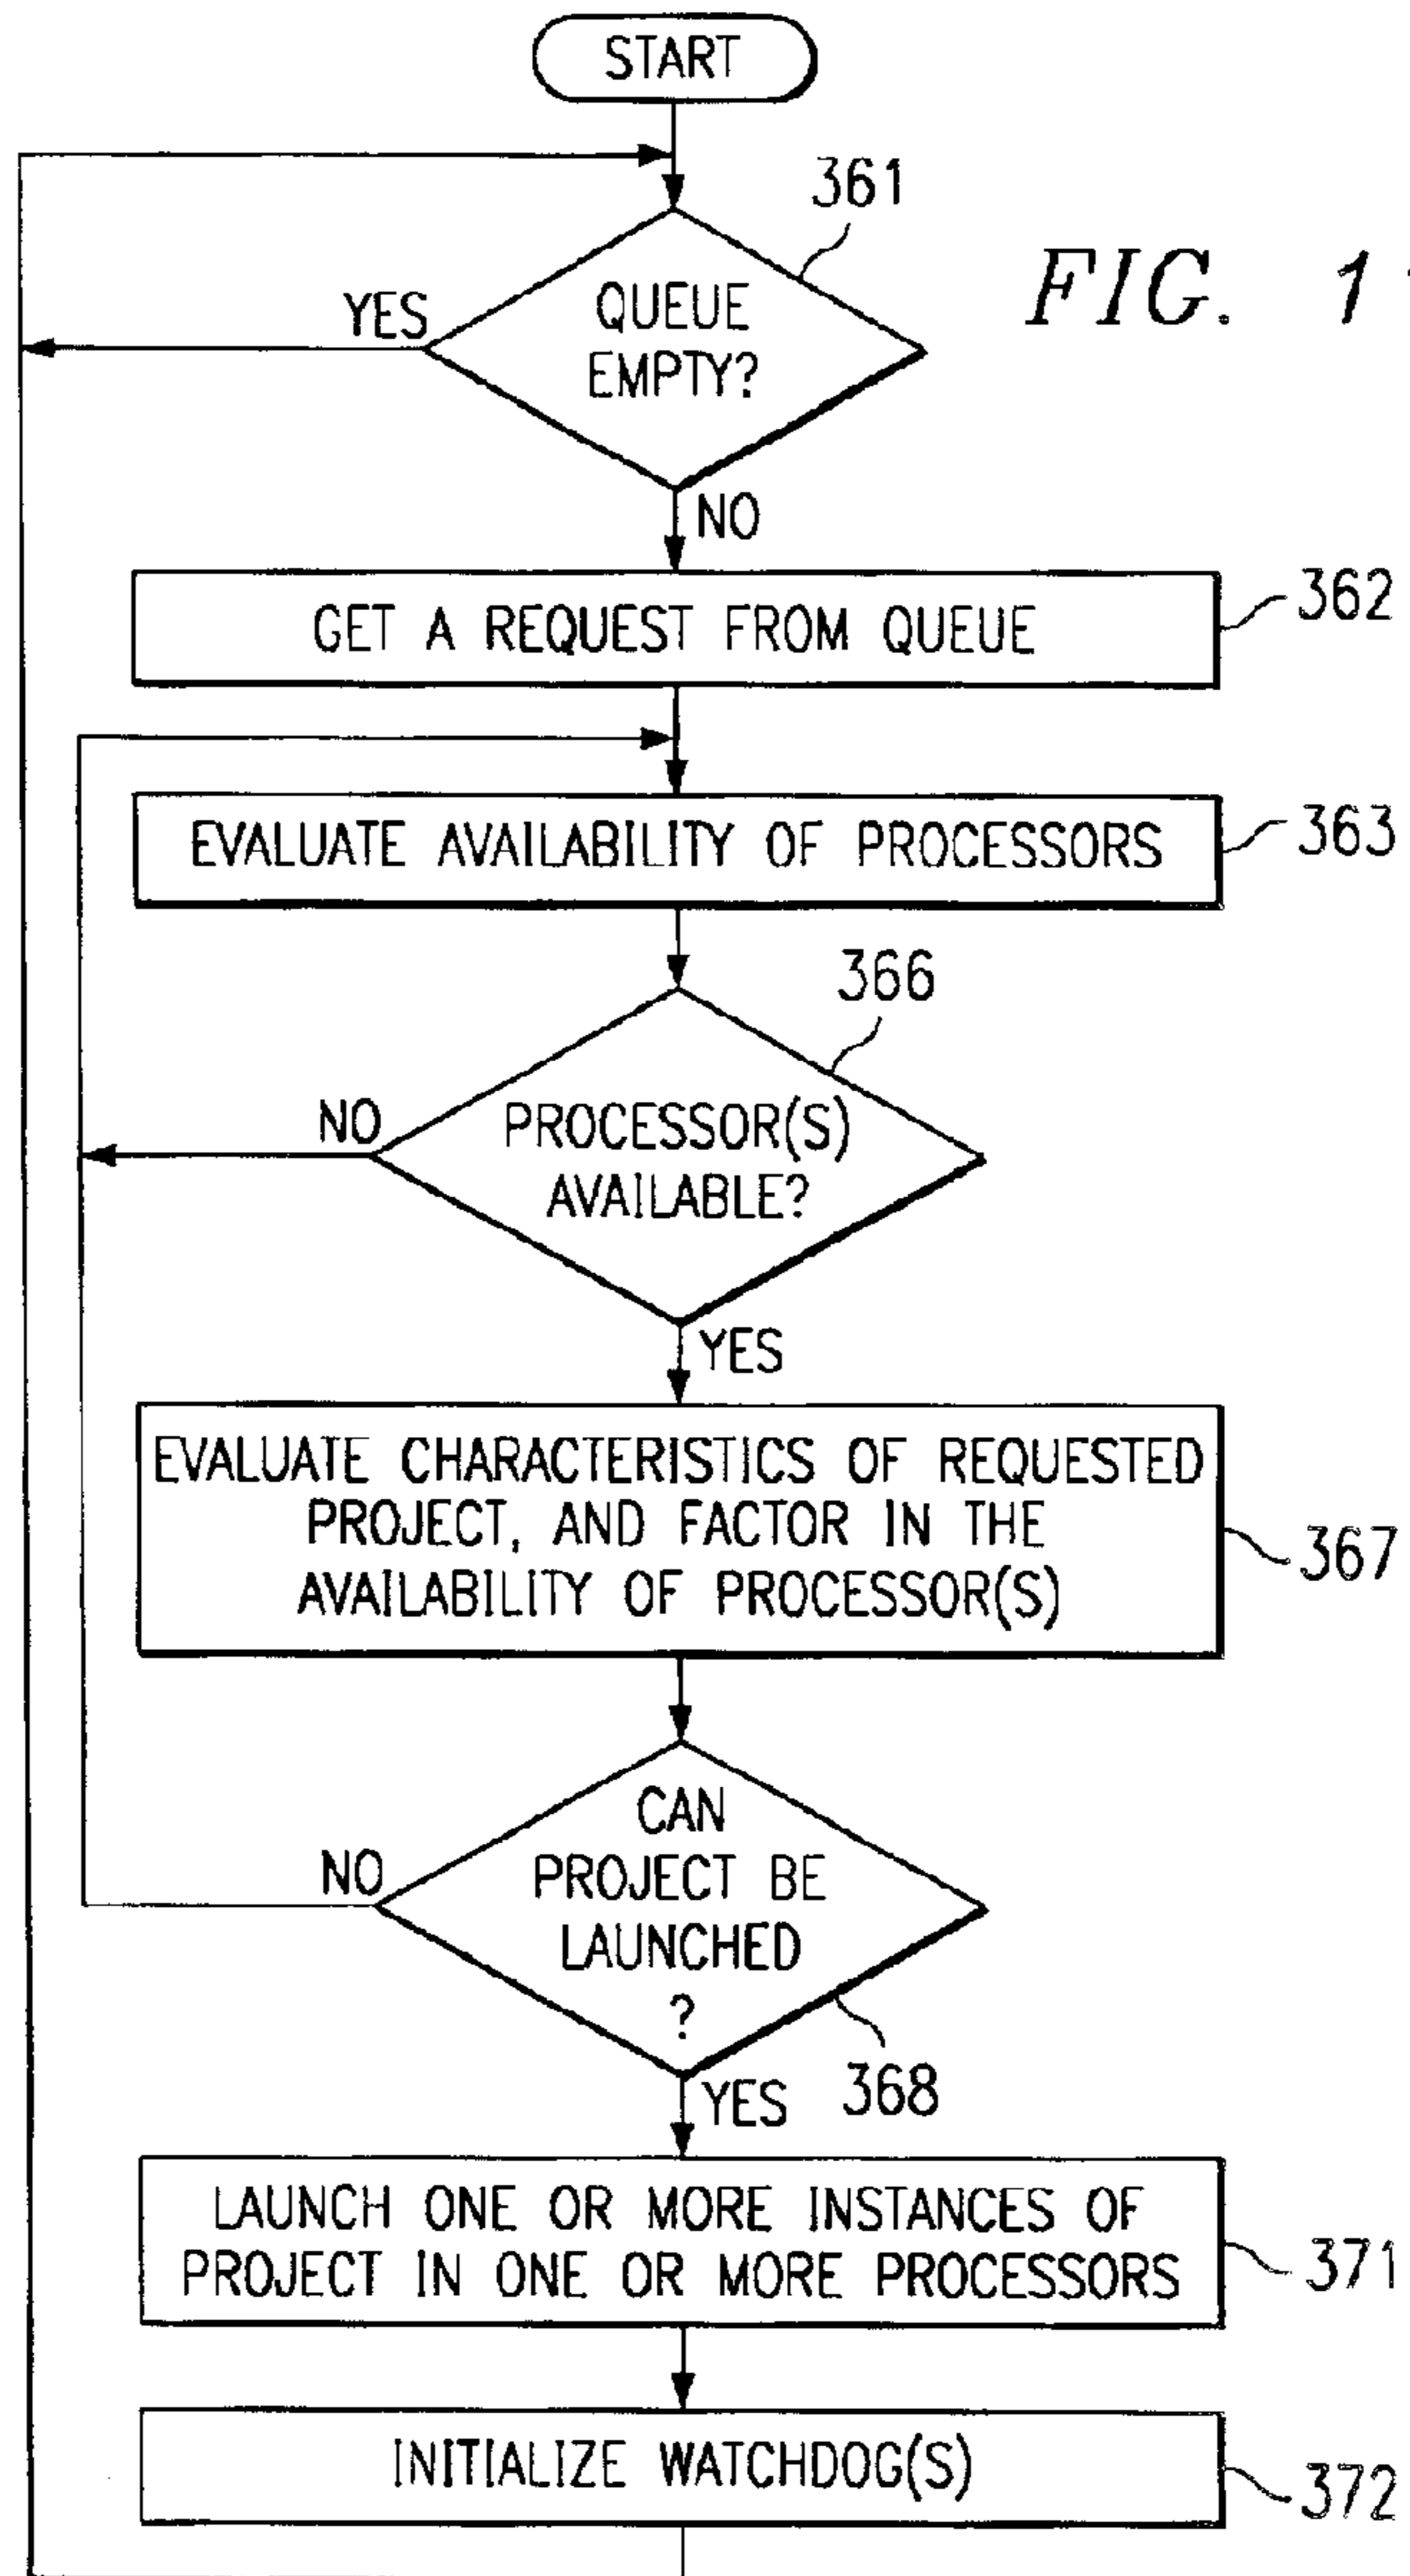 START
361
FIG. 1
YES
QUEUE
EMPTY?
NO
GET A REQUEST FROM QUEUE
362
EVALUATE AVAILABILITY OF PROCESSORS
363
366
NO
PROCESSOR(S)
AVAILABLE?
YES
EVALUATE CHARACTERISTICS OF REQUESTED
PROJECT, AND FACTOR IN THE
AVAILABILITY OF PROCESSOR(S)
367
CAN
NO
PROJECT BE
LAUNCHED
?
YES
368
LAUNCH ONE OR MORE INSTANCES OF
PROJECT IN ONE OR MORE PROCESSORS
371
INITIALIZE WATCHDOG(S)
372